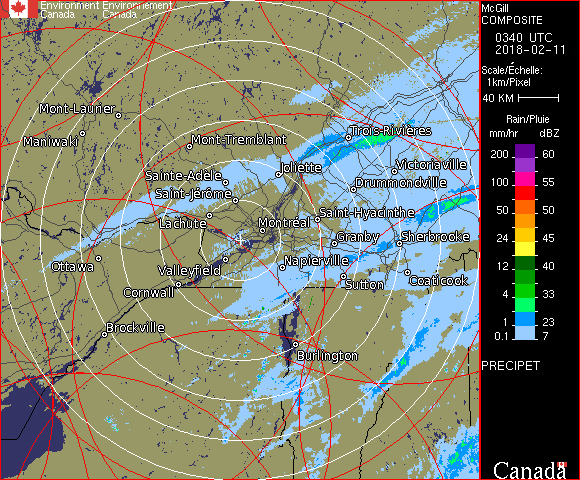 Environment Environnement
Canada Canada
McGill
COMPOSITE
0340 UTC
2018-02-11
Scale/Échelle:
1km/Pixel
40 KM
Rain/Pluie
mm/hr dBZ
200 60
100 55
50 50
24 45
12 40
4 33
1 23
0.1 7
PRECIPET
Canada
Mont-Laurier
Maniwaki
Mont-Tremblant
Trois-Rivières
Joliette
Victoriaville
Sainte-Adèle
Drummondville
Saint-Jérôme
Lachute
Saint-Hyacinthe
Montréal
Granby
Sherbrooke
Ottawa
Valleyfield
Napierville
Cornwall
Sutton
Coaticook
Brockville
Burlington